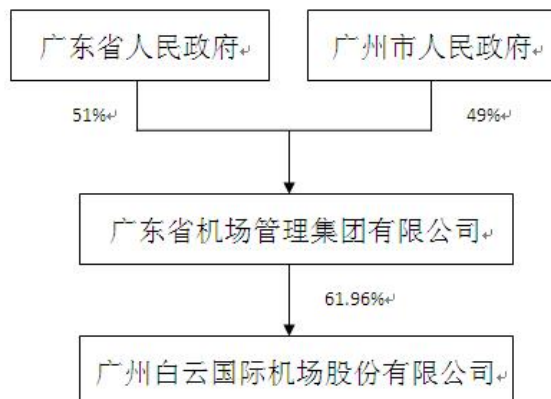 广东省人民政府
广州市人民政府
51%
49%
广东省机场管理集团有限公司
61.96%
广州白云国际机场股份有限公司